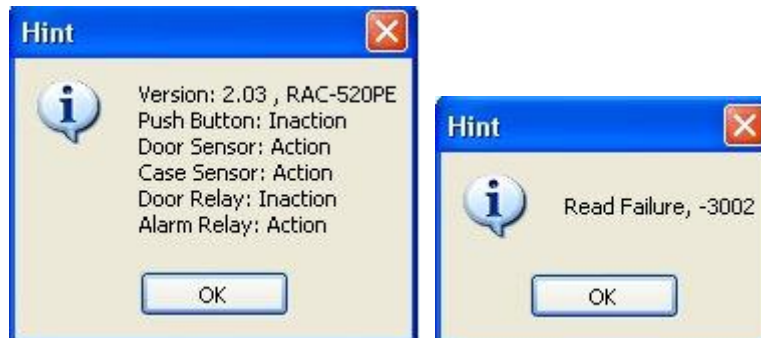 Hint
Version: 2.03 , RAC-520PE
Push Button: Inaction
Door Sensor: Action
Case Sensor: Action
Door Relay: Inaction
Alarm Relay: Action
OK
Hint
Read Failure, -3002
OK